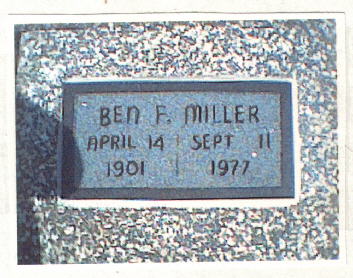 BEN F. MILLER
APRIL 14 SEPT 11
1901 1977